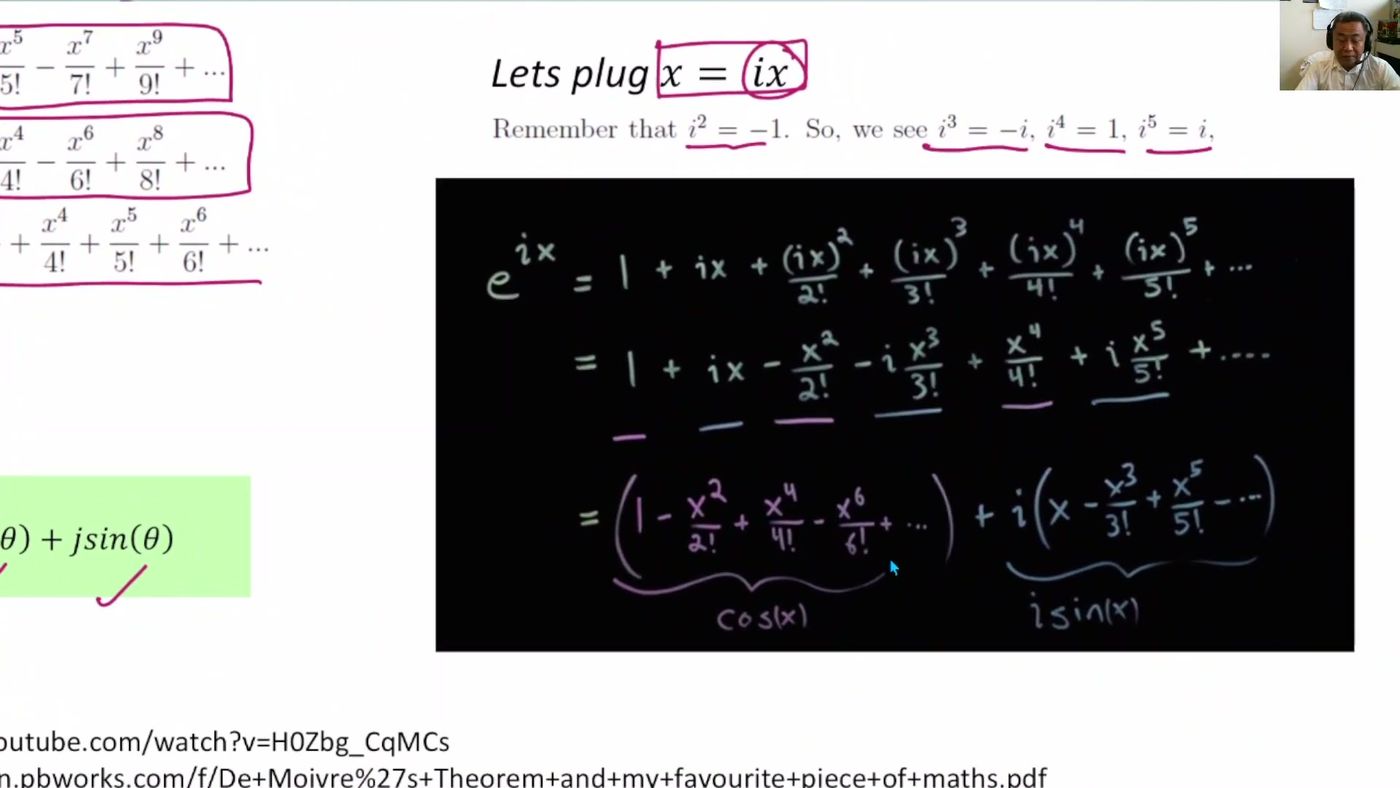 x⁵/5! − x⁷/7! + x⁹/9! + ...
x⁴/4! − x⁶/6! + x⁸/8! + ...
+ x⁴/4! + x⁵/5! + x⁶/6! + ...
θ) + jsin(θ)
Lets plug x = ix
Remember that i² = −1. So, we see i³ = −i, i⁴ = 1, i⁵ = i,
e^ix = 1 + ix + (ix)²/2! + (ix)³/3! + (ix)⁴/4! + (ix)⁵/5! + ...
= 1 + ix − x²/2! − i x³/3! + x⁴/4! + i x⁵/5! + ....
= (1 − x²/2! + x⁴/4! − x⁶/6! + ...) + i(x − x³/3! + x⁵/5! − ...)
cos(x) isin(x)
outube.com/watch?v=H0Zbg_CqMCs
n.pbworks.com/f/De+Moivre%27s+Theorem+and+my+favourite+piece+of+maths.pdf